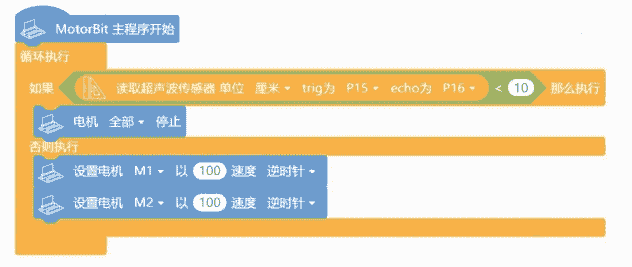 MotorBit 主程序开始
循环执行
如果 读取超声波传感器 单位 厘米 trig为 P15 echo为 P16 < 10 那么执行
电机 全部 停止
否则执行
设置电机 M1 以 100 速度 逆时针
设置电机 M2 以 100 速度 逆时针